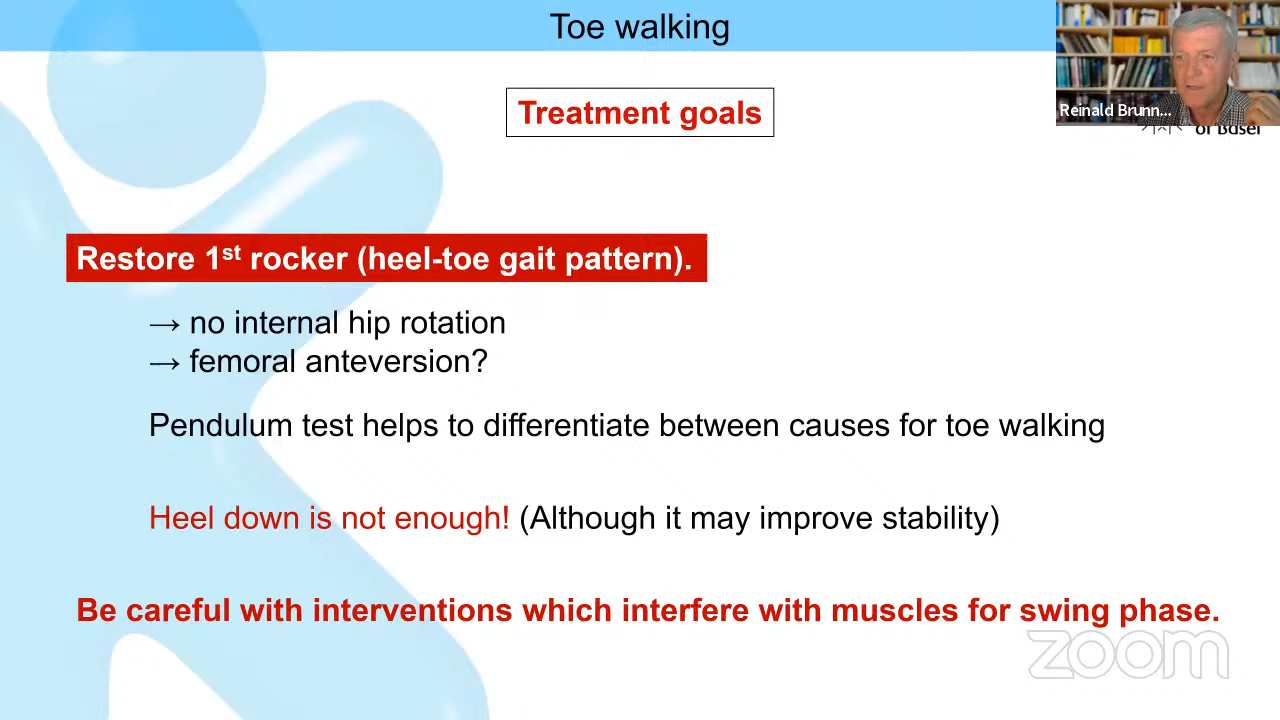 Toe walking
Reinald Brunn...
of Basel
Treatment goals
Restore 1st rocker (heel-toe gait pattern).
→ no internal hip rotation
→ femoral anteversion?
Pendulum test helps to differentiate between causes for toe walking
Heel down is not enough! (Although it may improve stability)
Be careful with interventions which interfere with muscles for swing phase.
zoom